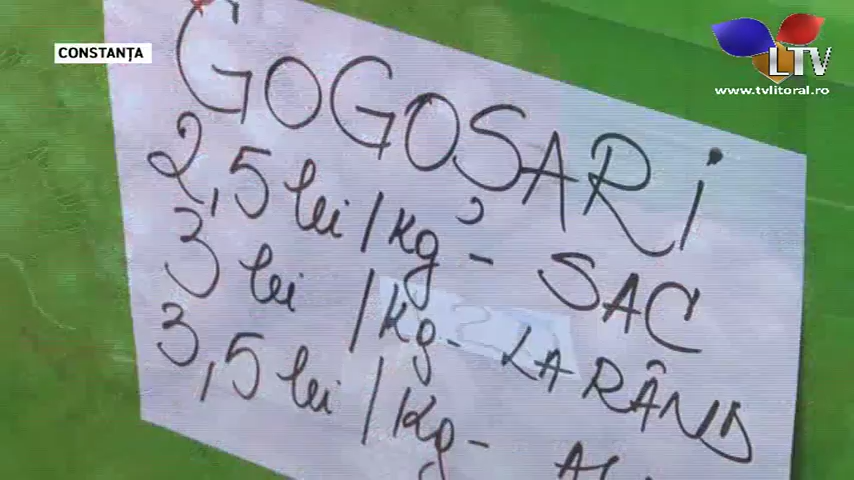 CONSTANȚA
LTV
www.tvlitoral.ro
GOGOȘARI
2,5 lei/kg - SAC
3 lei /kg - LA RÂND
3,5 lei/kg -